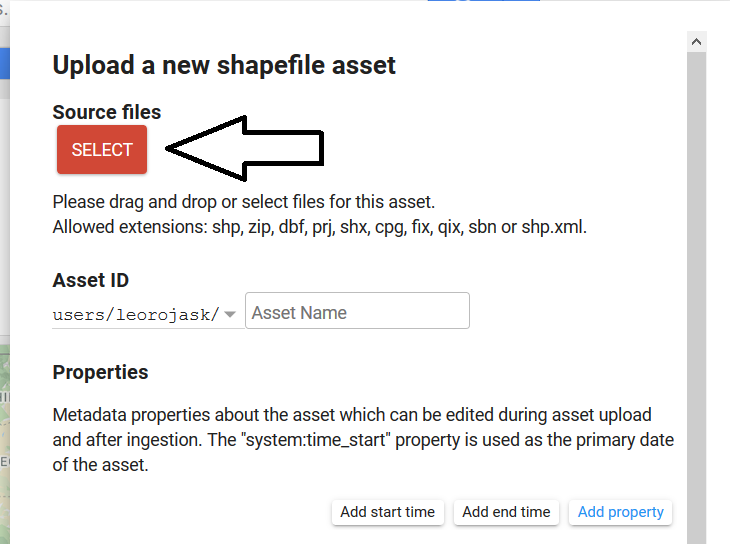 Upload a new shapefile asset
Source files
SELECT
Please drag and drop or select files for this asset.
Allowed extensions: shp, zip, dbf, prj, shx, cpg, fix, qix, sbn or shp.xml.
Asset ID
users/leorojask/ Asset Name
Properties
Metadata properties about the asset which can be edited during asset upload
and after ingestion. The "system:time_start" property is used as the primary date
of the asset.
Add start time Add end time Add property